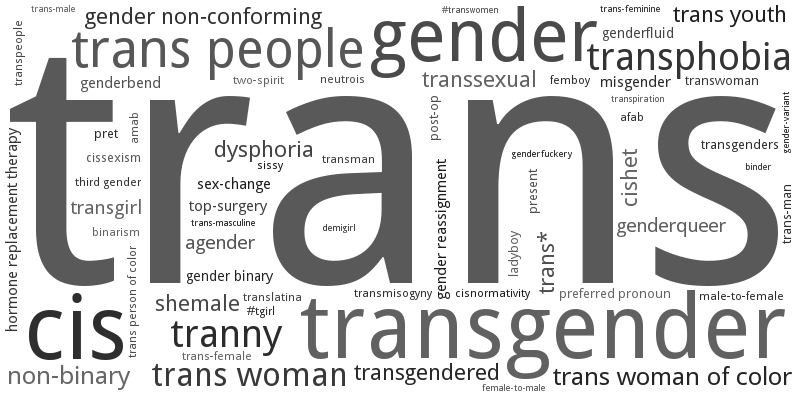 trans-male
gender non-conforming
#transwomen
trans-feminine
trans youth
transpeople
trans people
gender
genderfluid
transphobia
genderbend
two-spirit
neutrois
transsexual
femboy
misgender
transwoman
trans
post-op
transpiration
gender-variant
amab
pret
afab
cissexism
dysphoria
sissy
transman
genderfuckery
transgenders
binder
third gender
sex-change
cishet
present
hormone replacement therapy
transgirl
top-surgery
trans-masculine
demigirl
gender reassignment
trans-man
binarism
agender
ladyboy
trans*
genderqueer
trans person of color
gender binary
cis
shemale
translatina
#tgirl
transmisogyny
cisnormativity
preferred pronoun
male-to-female
tranny
transgender
trans-female
non-binary
trans woman
transgendered
female-to-male
trans woman of color